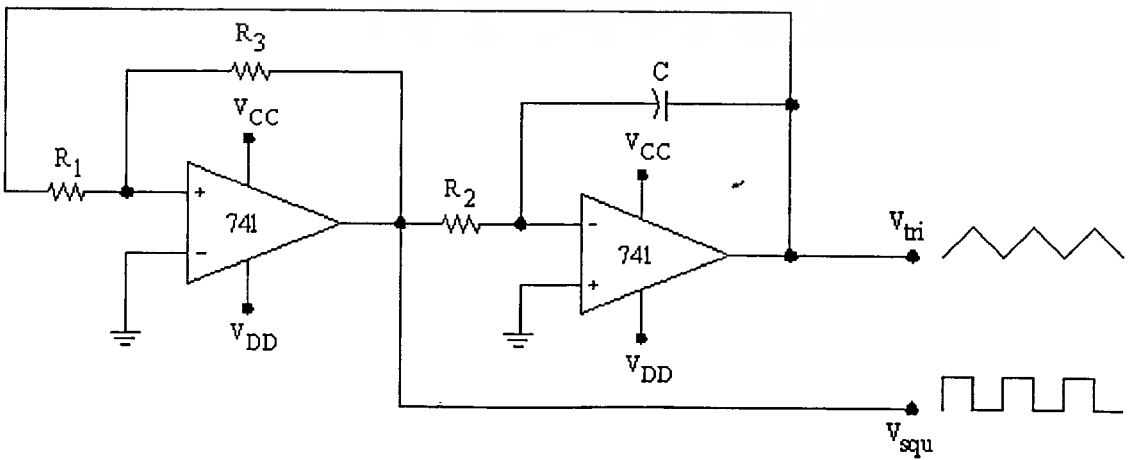 R3
C
VCC
VCC
R1
R2
+
741
-
-
741
+
Vtri
VDD
VDD
Vsqu